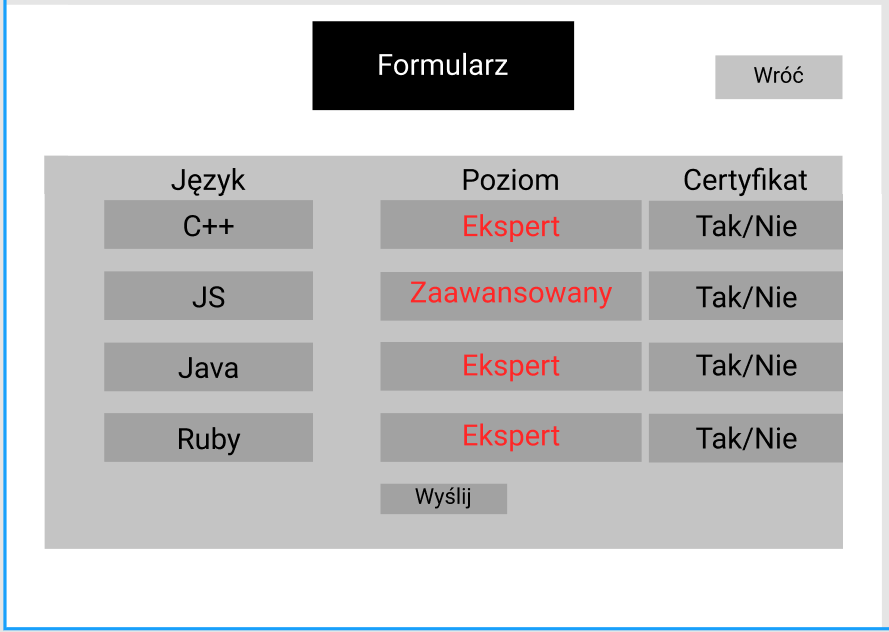 Formularz
Wróć
Język Poziom Certyfikat
C++ Ekspert Tak/Nie
JS Zaawansowany Tak/Nie
Java Ekspert Tak/Nie
Ruby Ekspert Tak/Nie
Wyślij